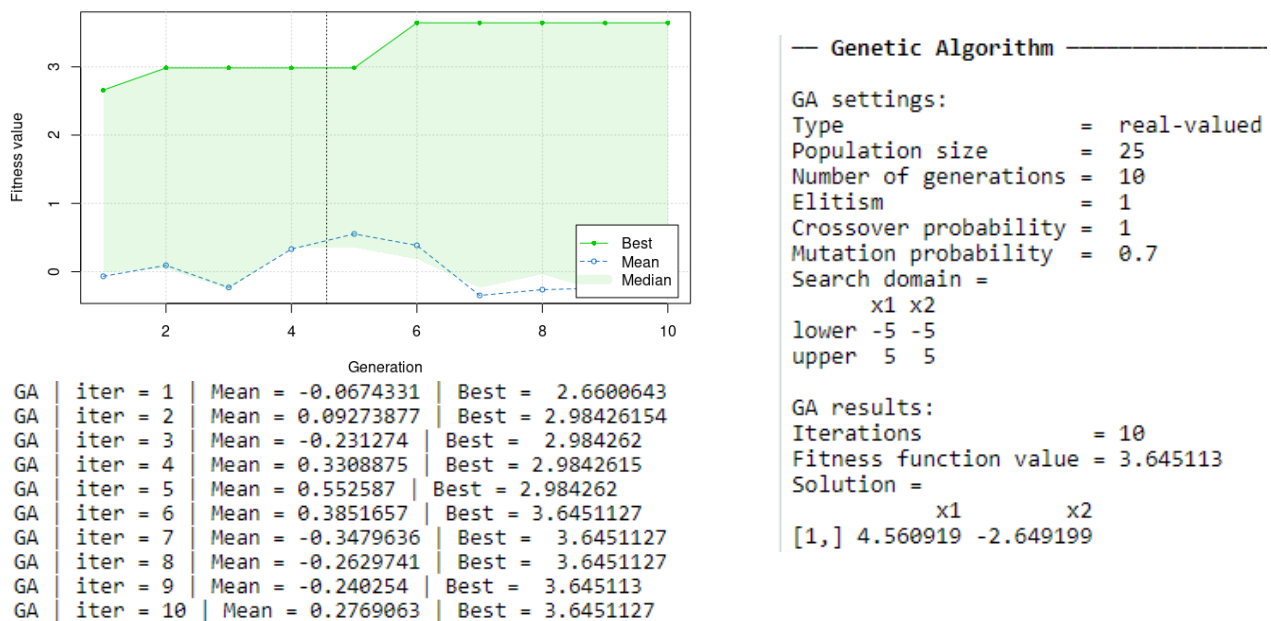 3
2
1
0
Fitness value
Best
Mean
Median
2 4 6 8 10
Generation
GA | iter = 1 | Mean = -0.0674331 | Best =  2.6600643
GA | iter = 2 | Mean = 0.09273877 | Best = 2.98426154
GA | iter = 3 | Mean = -0.231274 | Best =  2.984262
GA | iter = 4 | Mean = 0.3308875 | Best = 2.9842615
GA | iter = 5 | Mean = 0.552587 | Best = 2.984262
GA | iter = 6 | Mean = 0.3851657 | Best = 3.6451127
GA | iter = 7 | Mean = -0.3479636 | Best =  3.6451127
GA | iter = 8 | Mean = -0.2629741 | Best =  3.6451127
GA | iter = 9 | Mean = -0.240254 | Best =  3.645113
GA | iter = 10 | Mean = 0.2769063 | Best = 3.6451127
── Genetic Algorithm ───────────────
GA settings:
Type                  =  real-valued
Population size       =  25
Number of generations =  10
Elitism               =  1
Crossover probability =  1
Mutation probability  =  0.7
Search domain =
      x1 x2
lower -5 -5
upper  5  5
GA results:
Iterations             = 10
Fitness function value = 3.645113
Solution =
           x1        x2
[1,] 4.560919 -2.649199